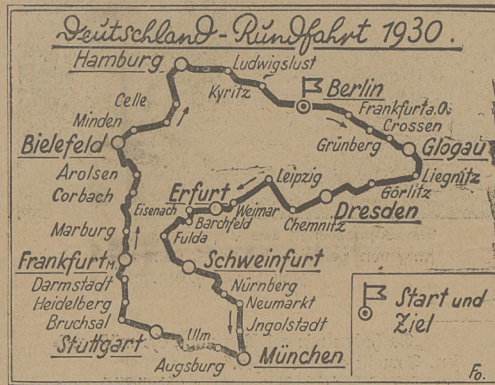 Deutschland-Rundfahrt 1930.
Hamburg
Ludwigslust
Kyritz
Berlin
Celle
Frankfurt a.O.
Minden
Crossen
Bielefeld
Grünberg
Glogau
Arolsen
Leipzig
Liegnitz
Corbach
Erfurt
Görlitz
Eisenach
Weimar
Dresden
Barchfeld
Chemnitz
Marburg
Fulda
Frankfurt M.
Schweinfurt
Darmstadt
Nürnberg
Heidelberg
Neumarkt
Start und
Ziel
Bruchsal
Ingolstadt
Stuttgart
Ulm
München
Augsburg
Fo.